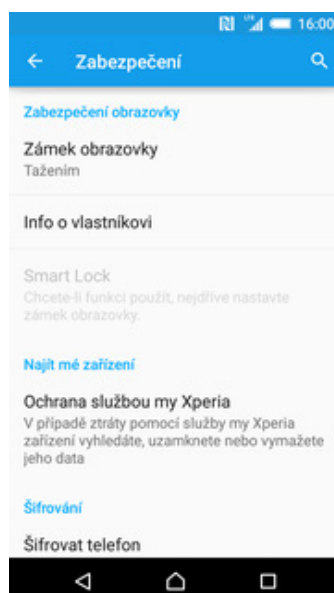 16:00
Zabezpečení
Zabezpečení obrazovky
Zámek obrazovky
Tažením
Info o vlastníkovi
Smart Lock
Chcete-li funkci použít, nejdříve nastavte
zámek obrazovky.
Najít mé zařízení
Ochrana službou my Xperia
V případě ztráty pomocí služby my Xperia
zařízení vyhledáte, uzamknete nebo vymažete
jeho data
Šifrování
Šifrovat telefon